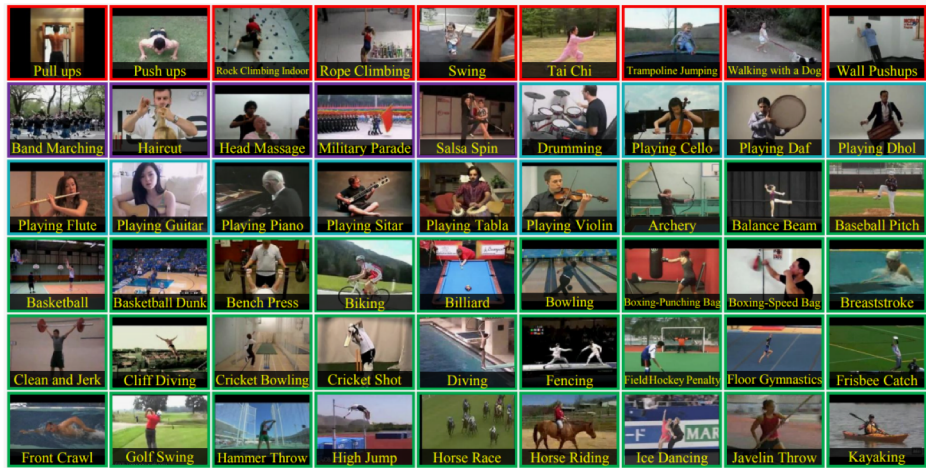 Pull ups
Push ups
Rock Climbing Indoor
Rope Climbing
Swing
Tai Chi
Trampoline Jumping
Walking with a Dog
Wall Pushups
Band Marching
Haircut
Head Massage
Military Parade
Salsa Spin
Drumming
Playing Cello
Playing Daf
Playing Dhol
Playing Flute
Playing Guitar
Playing Piano
Playing Sitar
Playing Tabla
Playing Violin
Archery
Balance Beam
Baseball Pitch
Basketball
Basketball Dunk
Bench Press
Biking
Billiard
Bowling
Boxing-Punching Bag
Boxing-Speed Bag
Breaststroke
Clean and Jerk
Cliff Diving
Cricket Bowling
Cricket Shot
Diving
Fencing
Field Hockey Penalty
Floor Gymnastics
Frisbee Catch
Front Crawl
Golf Swing
Hammer Throw
High Jump
Horse Race
Horse Riding
Ice Dancing
Javelin Throw
Kayaking